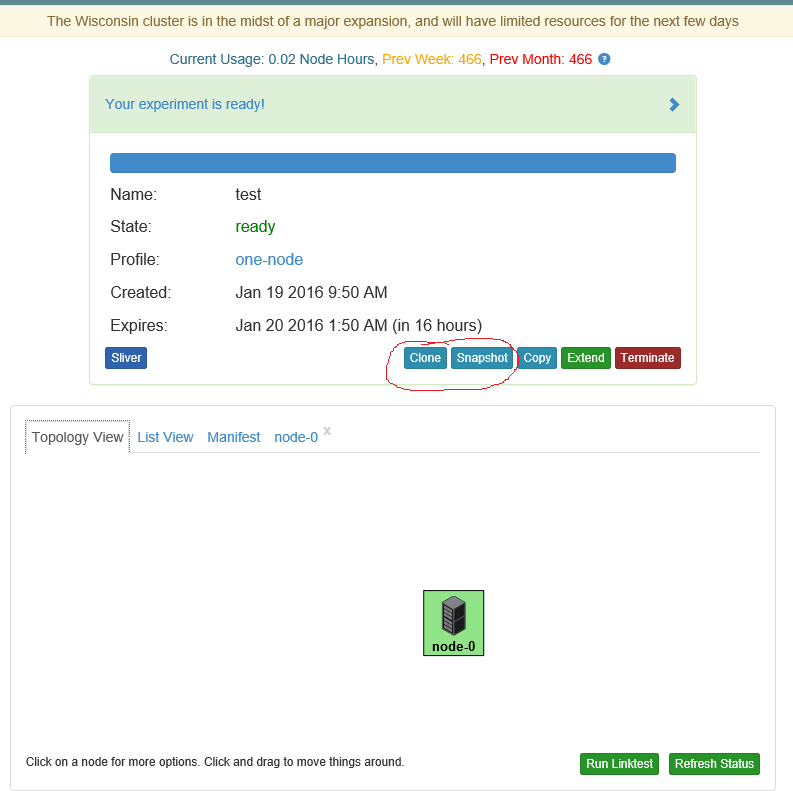 The Wisconsin cluster is in the midst of a major expansion, and will have limited resources for the next few days
Current Usage: 0.02 Node Hours, Prev Week: 466, Prev Month: 466 ?
Your experiment is ready!
Name: test
State: ready
Profile: one-node
Created: Jan 19 2016 9:50 AM
Expires: Jan 20 2016 1:50 AM (in 16 hours)
Sliver Clone Snapshot Copy Extend Terminate
Topology View List View Manifest node-0 x
node-0
Click on a node for more options. Click and drag to move things around. Run Linktest Refresh Status